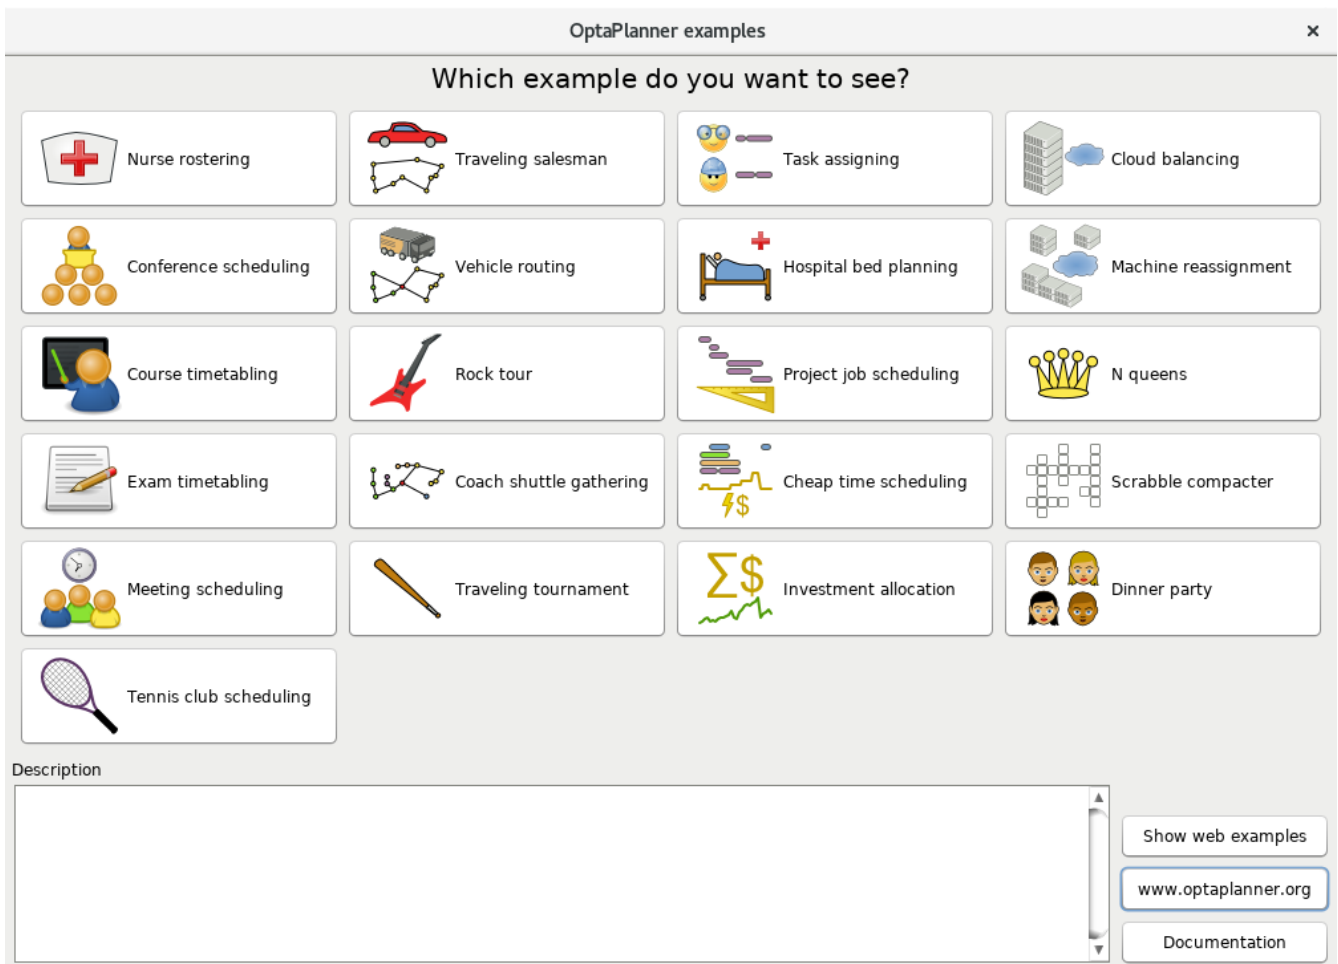 OptaPlanner examples
Which example do you want to see?
Nurse rostering
Traveling salesman
Task assigning
Cloud balancing
Conference scheduling
Vehicle routing
Hospital bed planning
Machine reassignment
Course timetabling
Rock tour
Project job scheduling
N queens
Exam timetabling
Coach shuttle gathering
Cheap time scheduling
Scrabble compacter
Meeting scheduling
Traveling tournament
Investment allocation
Dinner party
Tennis club scheduling
Description
Show web examples
www.optaplanner.org
Documentation